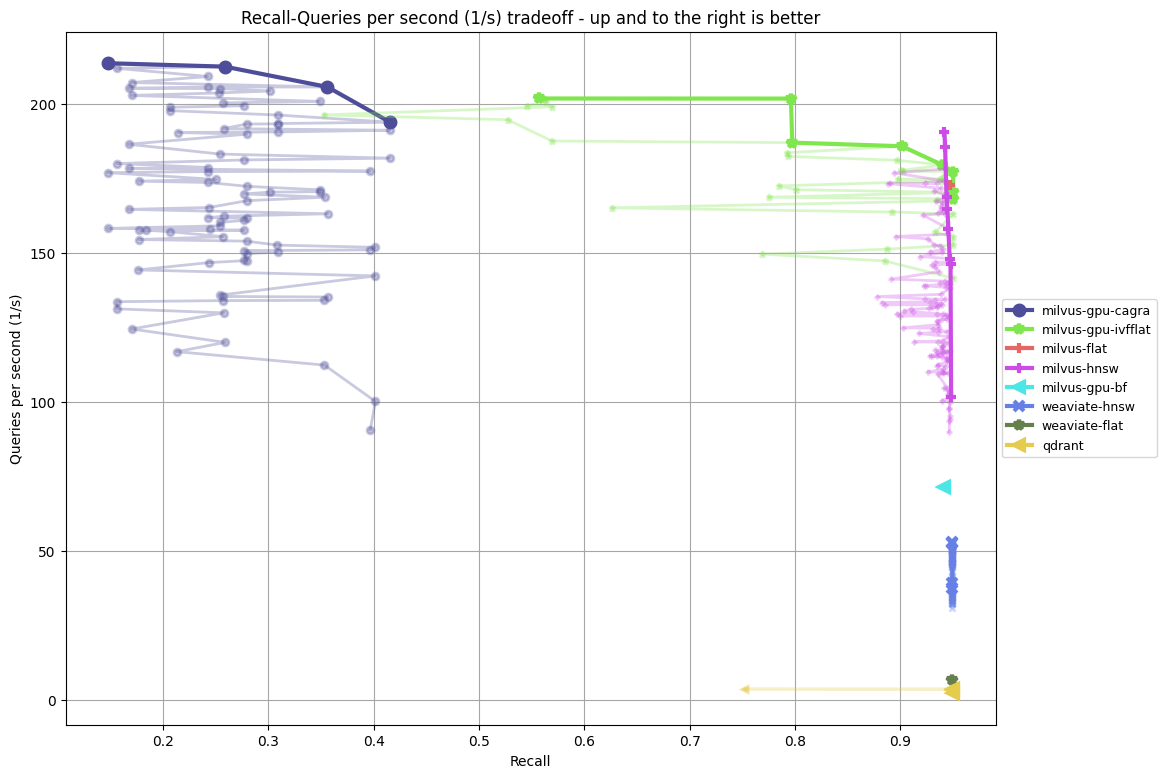 Recall-Queries per second (1/s) tradeoff - up and to the right is better
Queries per second (1/s)
200
150
100
50
0
0.2 0.3 0.4 0.5 0.6 0.7 0.8 0.9
Recall
milvus-gpu-cagra
milvus-gpu-ivfflat
milvus-flat
milvus-hnsw
milvus-gpu-bf
weaviate-hnsw
weaviate-flat
qdrant